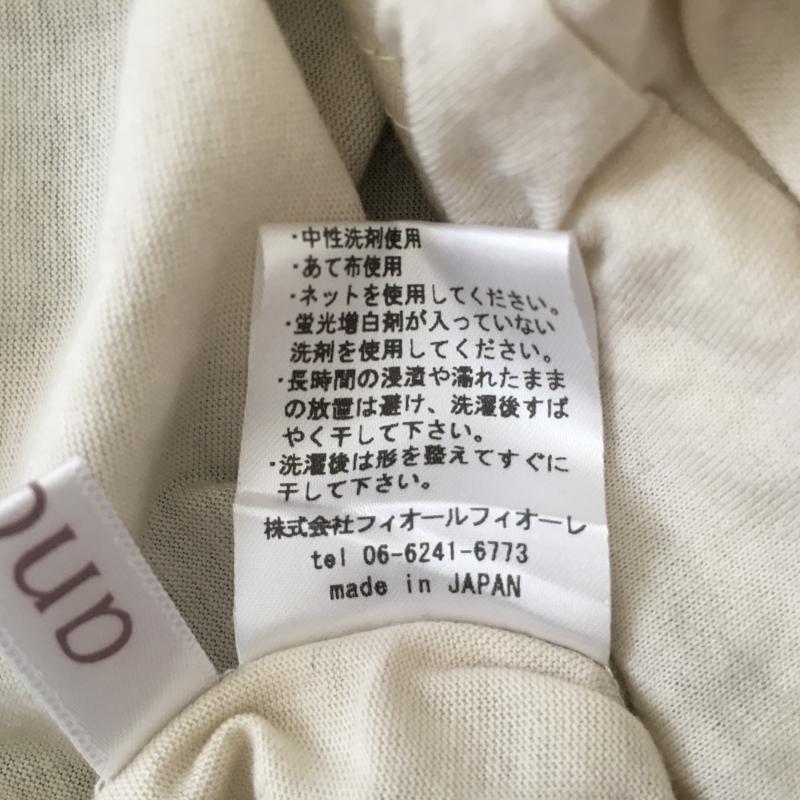 ・中性洗剤使用
・あて布使用
・ネットを使用してください。
・蛍光増白剤が入っていない
洗剤を使用してください。
・長時間の浸漬や濡れたまま
の放置は避け、洗濯後すば
やく干して下さい。
・洗濯後は形を整えてすぐに
干して下さい。
株式会社フィオールフィオーレ
tel 06-6241-6773
made in JAPAN
ano